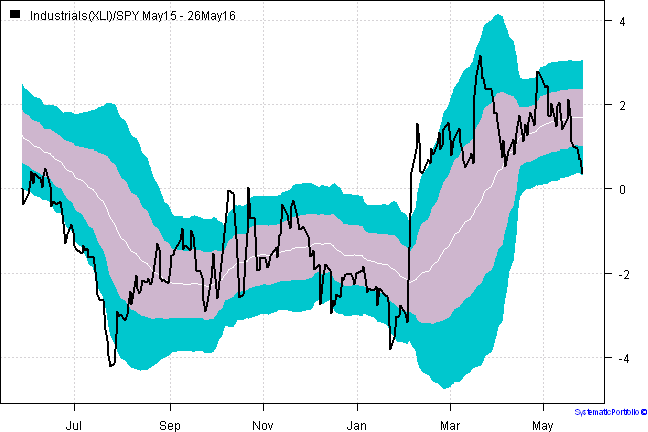 Industrials(XLI)/SPY May15 - 26May16
4
2
0
-2
-4
Jul Sep Nov Jan Mar May
SystematicPortfolio ©